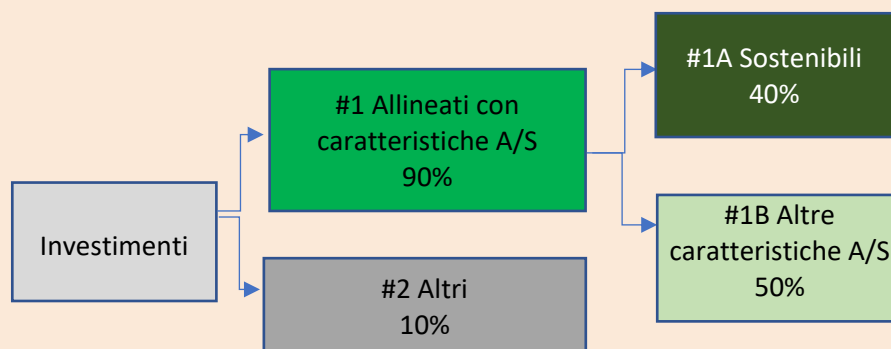 #1A Sostenibili
40%
#1 Allineati con
caratteristiche A/S
90%
Investimenti
#1B Altre
caratteristiche A/S
50%
#2 Altri
10%